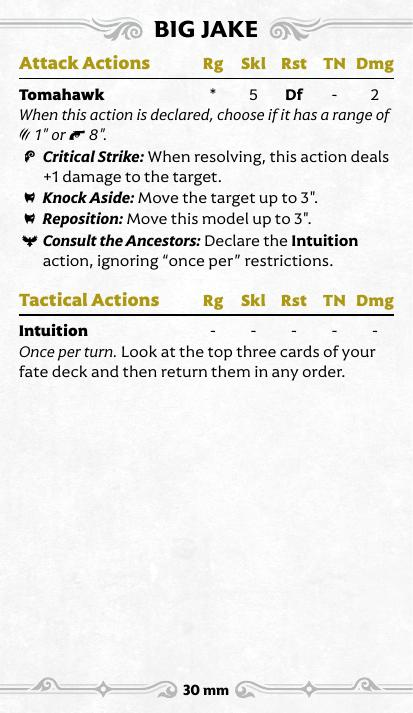 BIG JAKE
Attack Actions Rg Skl Rst TN Dmg
Tomahawk * 5 Df - 2
When this action is declared, choose if it has a range of
1" or 8".
Critical Strike: When resolving, this action deals
+1 damage to the target.
Knock Aside: Move the target up to 3".
Reposition: Move this model up to 3".
Consult the Ancestors: Declare the Intuition
action, ignoring “once per” restrictions.
Tactical Actions Rg Skl Rst TN Dmg
Intuition - - - - -
Once per turn. Look at the top three cards of your
fate deck and then return them in any order.
30 mm